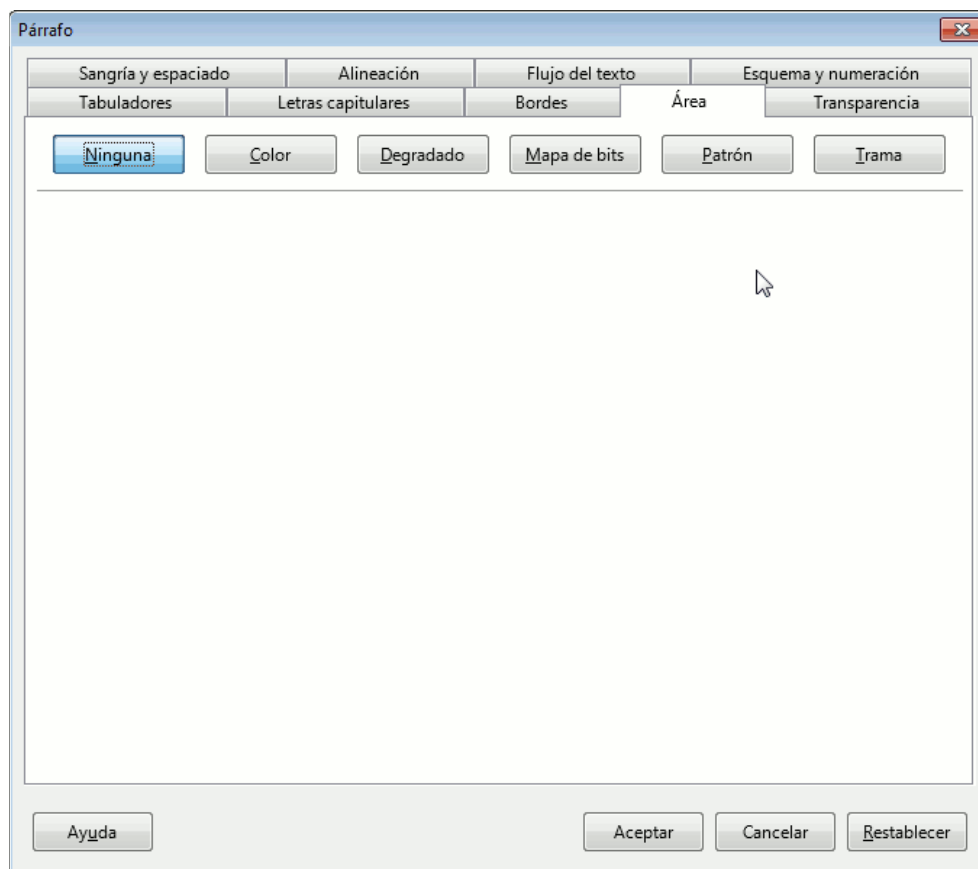 Párrafo
Sangría y espaciado Alineación Flujo del texto Esquema y numeración
Tabuladores Letras capitulares Bordes Área Transparencia
Ninguna Color Degradado Mapa de bits Patrón Trama
Ayuda Aceptar Cancelar Restablecer